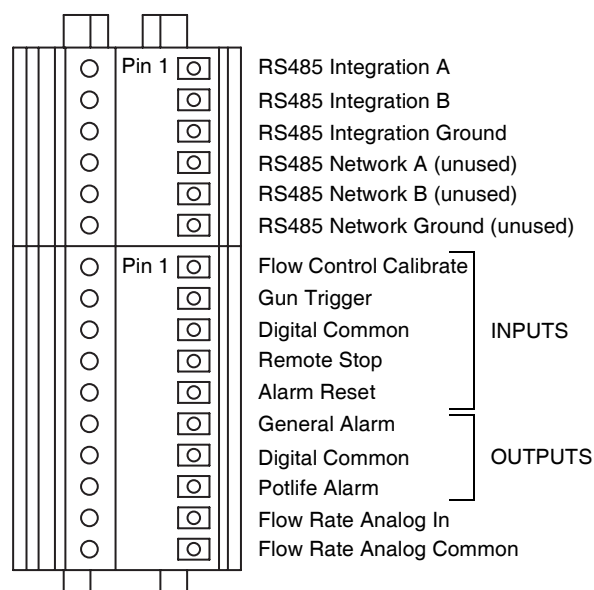 Pin 1 RS485 Integration A
RS485 Integration B
RS485 Integration Ground
RS485 Network A (unused)
RS485 Network B (unused)
RS485 Network Ground (unused)
Pin 1 Flow Control Calibrate
Gun Trigger
Digital Common INPUTS
Remote Stop
Alarm Reset
General Alarm
Digital Common OUTPUTS
Potlife Alarm
Flow Rate Analog In
Flow Rate Analog Common